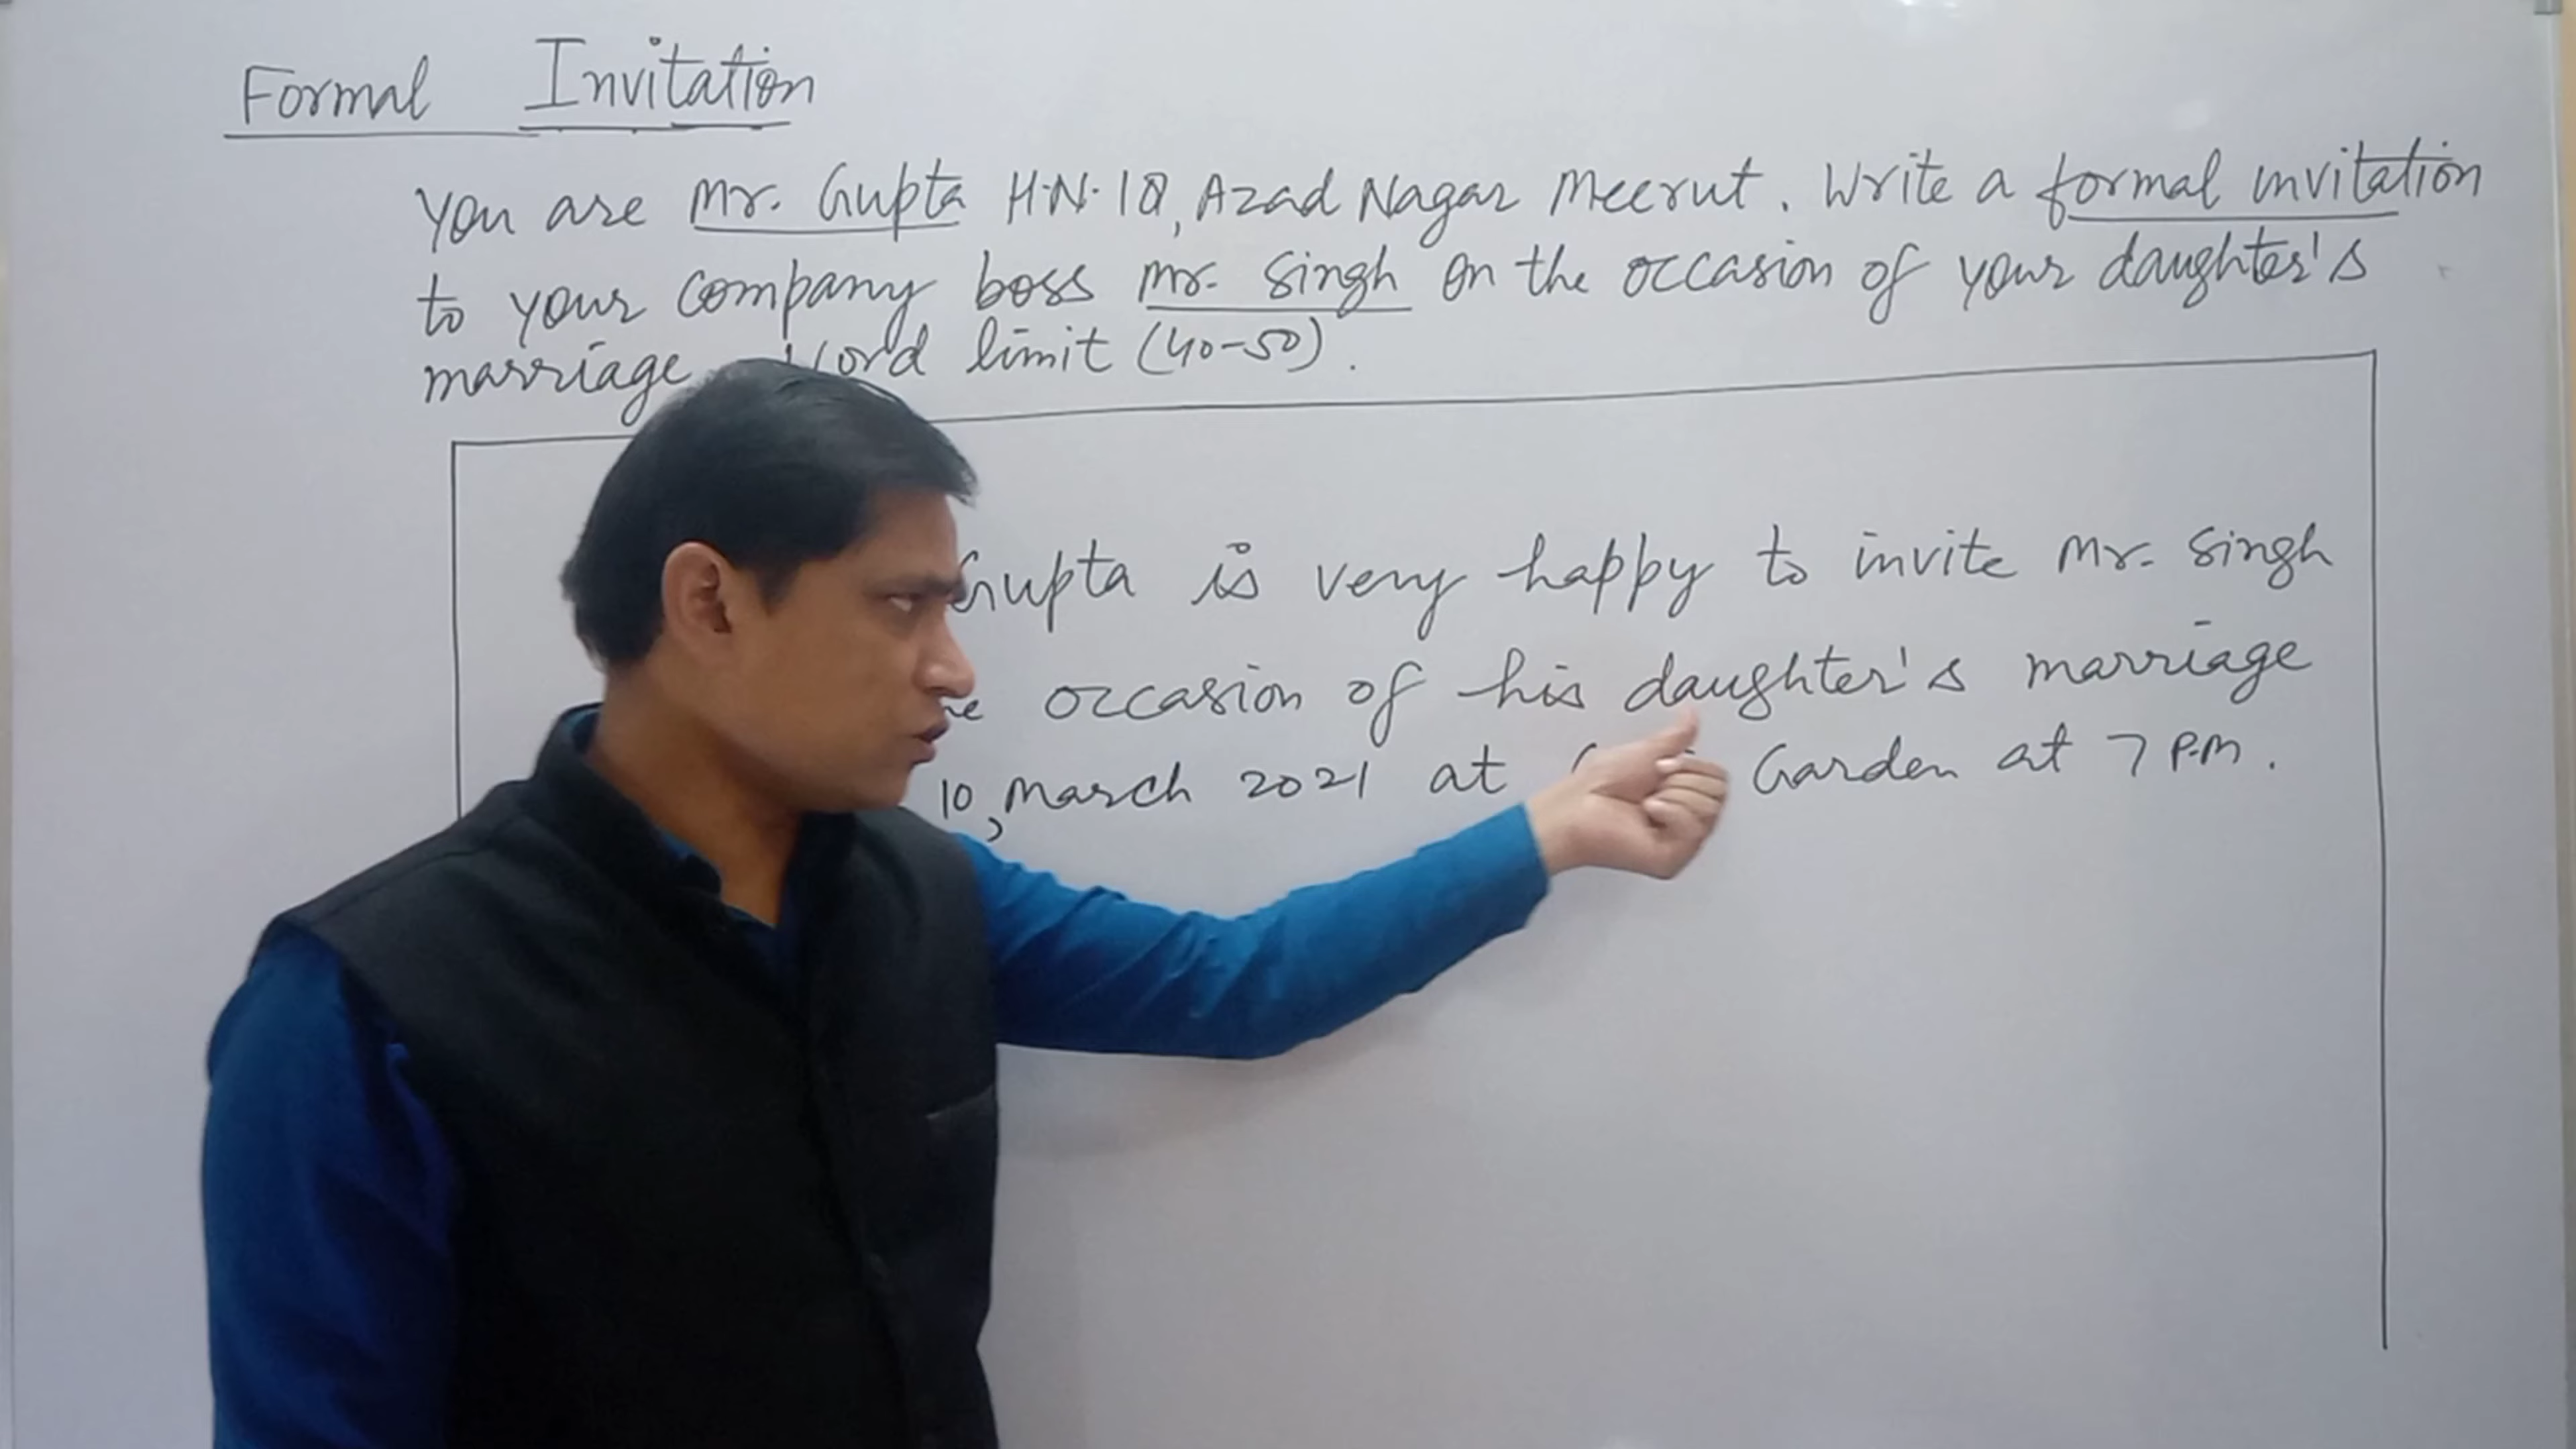 Formal Invitation
You are Mr. Gupta H.N. 10, Azad Nagar Meerut. Write a formal invitation
to your company boss Mr. Singh on the occasion of your daughter's
marriage Word limit (40-50).
Gupta is very happy to invite Mr. Singh
occasion of his daughter's marriage
10, March 2021 at Garden at 7 P.M.